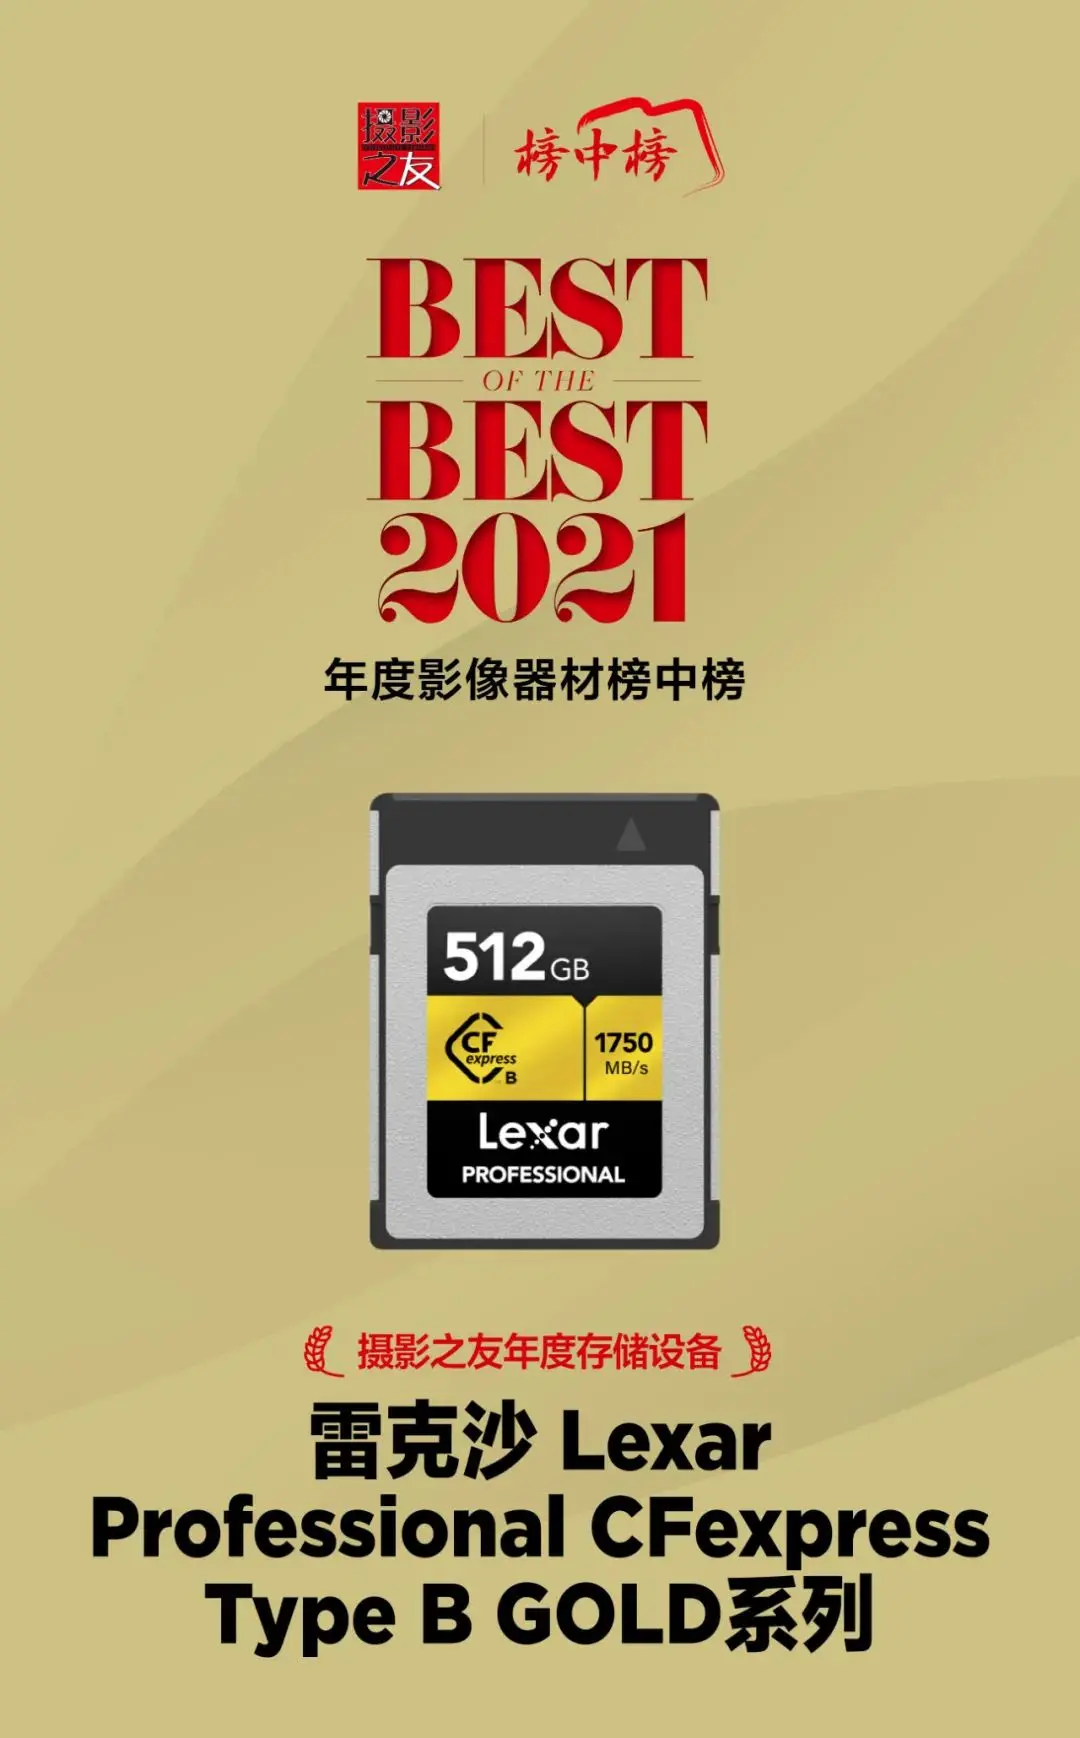 摄影
之友
榜中榜
BEST
OF THE
BEST
2021
年度影像器材榜中榜
512GB
CF
express
B
1750
MB/s
Lexar
PROFESSIONAL
摄影之友年度存储设备
雷克沙 Lexar
Professional CFexpress
Type B GOLD系列